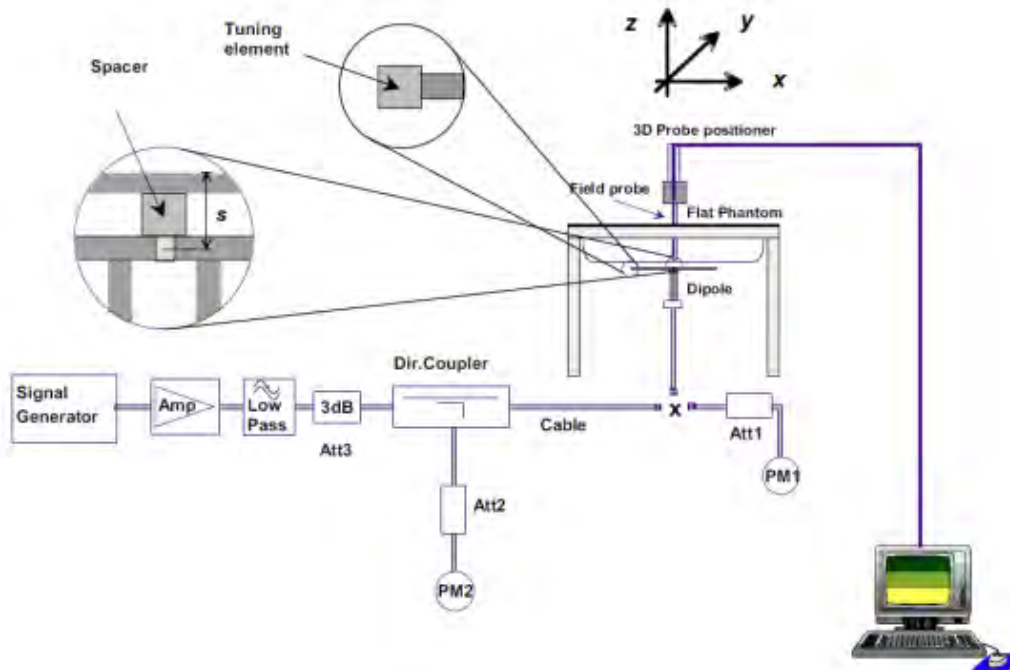 Tuning
element
Spacer
s
z
y
x
3D Probe positioner
Field probe
Flat Phantom
Dipole
Dir.Coupler
Signal
Generator
Amp
Low
Pass
3dB
Att3
Cable
x
Att1
PM1
Att2
PM2